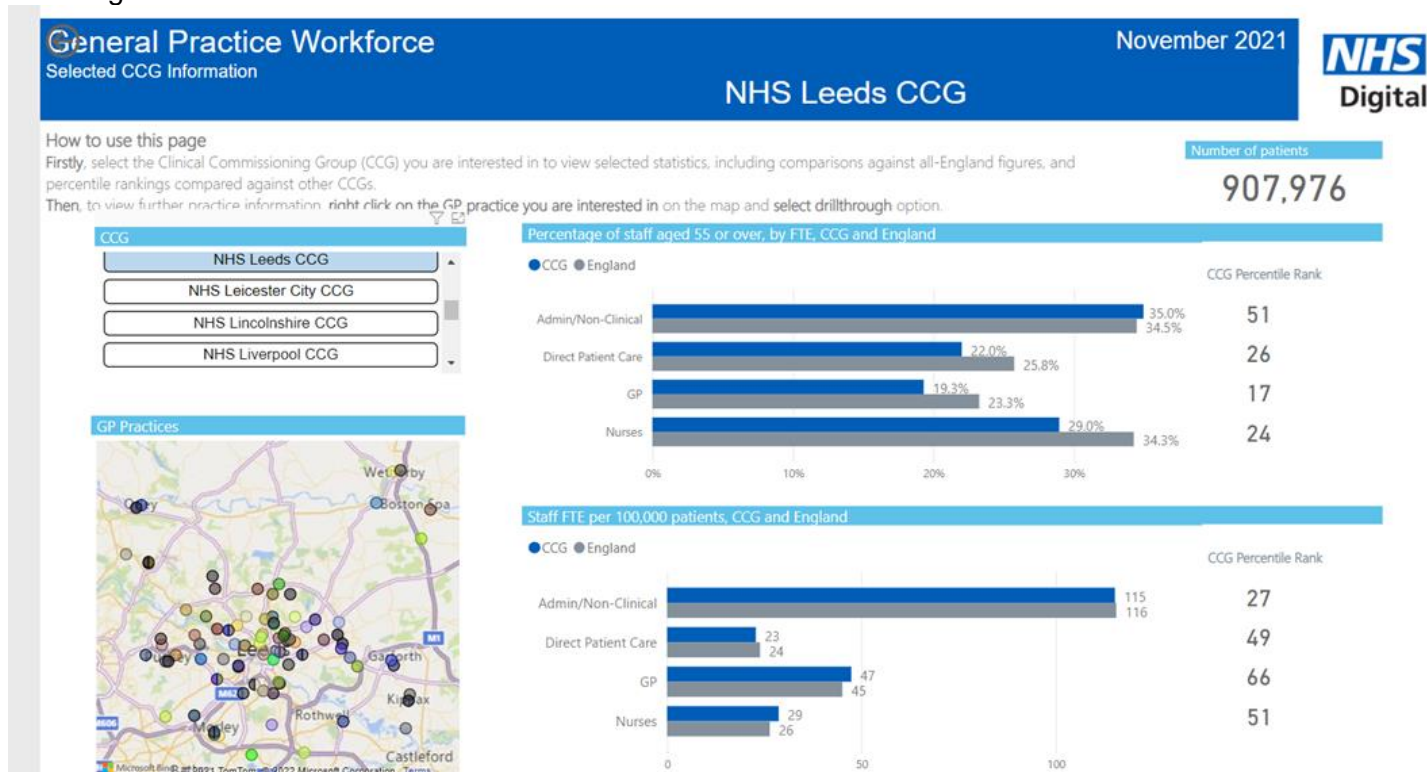 General Practice Workforce
Selected CCG Information
November 2021
NHS Leeds CCG
NHS
Digital
How to use this page
Firstly, select the Clinical Commissioning Group (CCG) you are interested in to view selected statistics, including comparisons against all-England figures, and
percentile rankings compared against other CCGs.
Then, to view further practice information, right click on the GP practice you are interested in on the map and select drillthrough option.
Number of patients
907,976
CCG
NHS Leeds CCG
NHS Leicester City CCG
NHS Lincolnshire CCG
NHS Liverpool CCG
GP Practices
Wetherby
Otley
Boston Spa
Leeds
M1
Garforth
M62
Kippax
M606
Morley
Rothwell
Castleford
Microsoft Bing
2022 Microsoft Corporation Terms
Percentage of staff aged 55 or over, by FTE, CCG and England
CCG England
CCG Percentile Rank
Admin/Non-Clinical 35.0% 51
34.5%
Direct Patient Care 22.0% 26
25.8%
GP 19.3% 17
23.3%
Nurses 29.0% 24
34.3%
0% 10% 20% 30%
Staff FTE per 100,000 patients, CCG and England
CCG England
CCG Percentile Rank
Admin/Non-Clinical 115 27
116
Direct Patient Care 23 49
24
GP 47 66
45
Nurses 29 51
26
0 50 100